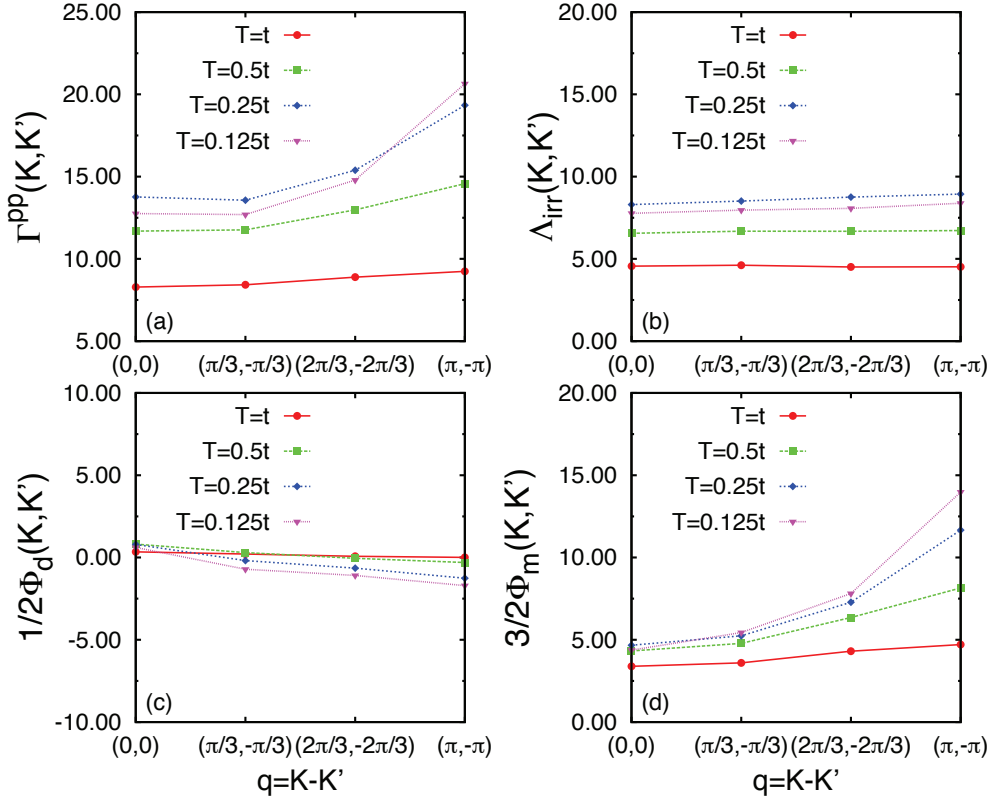 25.00
20.00
15.00
10.00
5.00
Γ^pp(K,K’)
T=t
T=0.5t
T=0.25t
T=0.125t
(a)
(0,0)
(π/3,-π/3)
(2π/3,-2π/3)
(π,-π)
20.00
15.00
10.00
5.00
0.00
Λ_irr(K,K’)
T=t
T=0.5t
T=0.25t
T=0.125t
(b)
(0,0)
(π/3,-π/3)
(2π/3,-2π/3)
(π,-π)
10.00
5.00
0.00
-5.00
-10.00
1/2Φ_d(K,K’)
T=t
T=0.5t
T=0.25t
T=0.125t
(c)
(0,0)
(π/3,-π/3)
(2π/3,-2π/3)
(π,-π)
q=K-K’
20.00
15.00
10.00
5.00
0.00
3/2Φ_m(K,K’)
T=t
T=0.5t
T=0.25t
T=0.125t
(d)
(0,0)
(π/3,-π/3)
(2π/3,-2π/3)
(π,-π)
q=K-K’